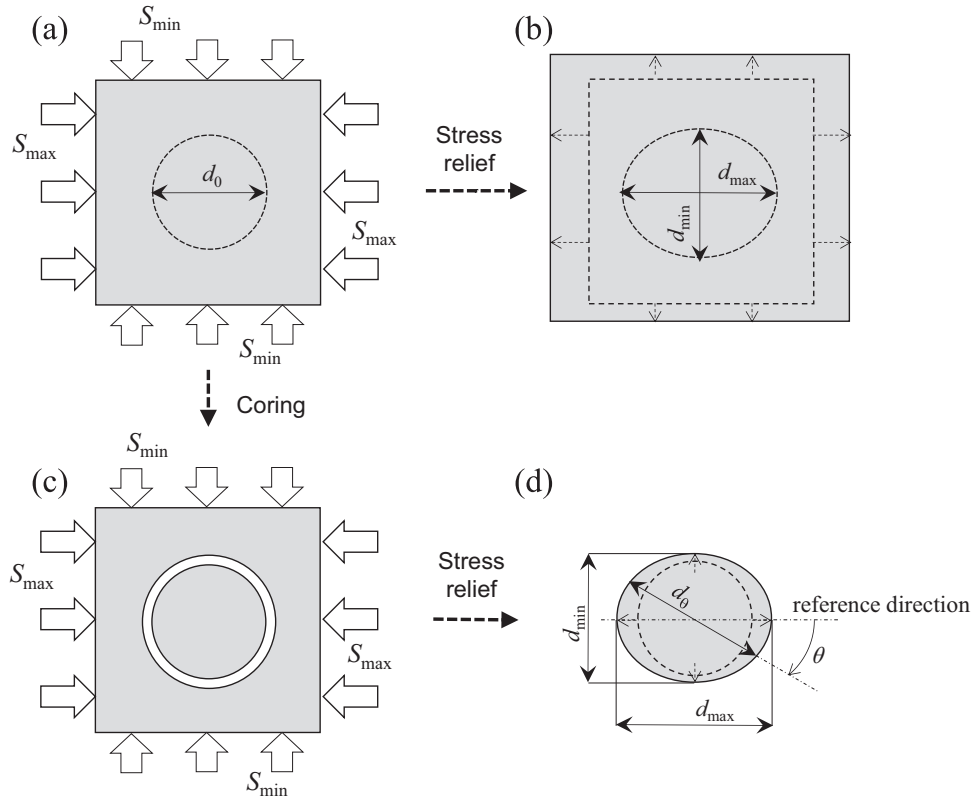 (a)
S_min
S_max
d_0
S_max
S_min
Stress
relief
(b)
d_max
d_min
Coring
(c)
S_min
S_max
S_max
S_min
Stress
relief
(d)
d_min
d_θ
reference direction
θ
d_max